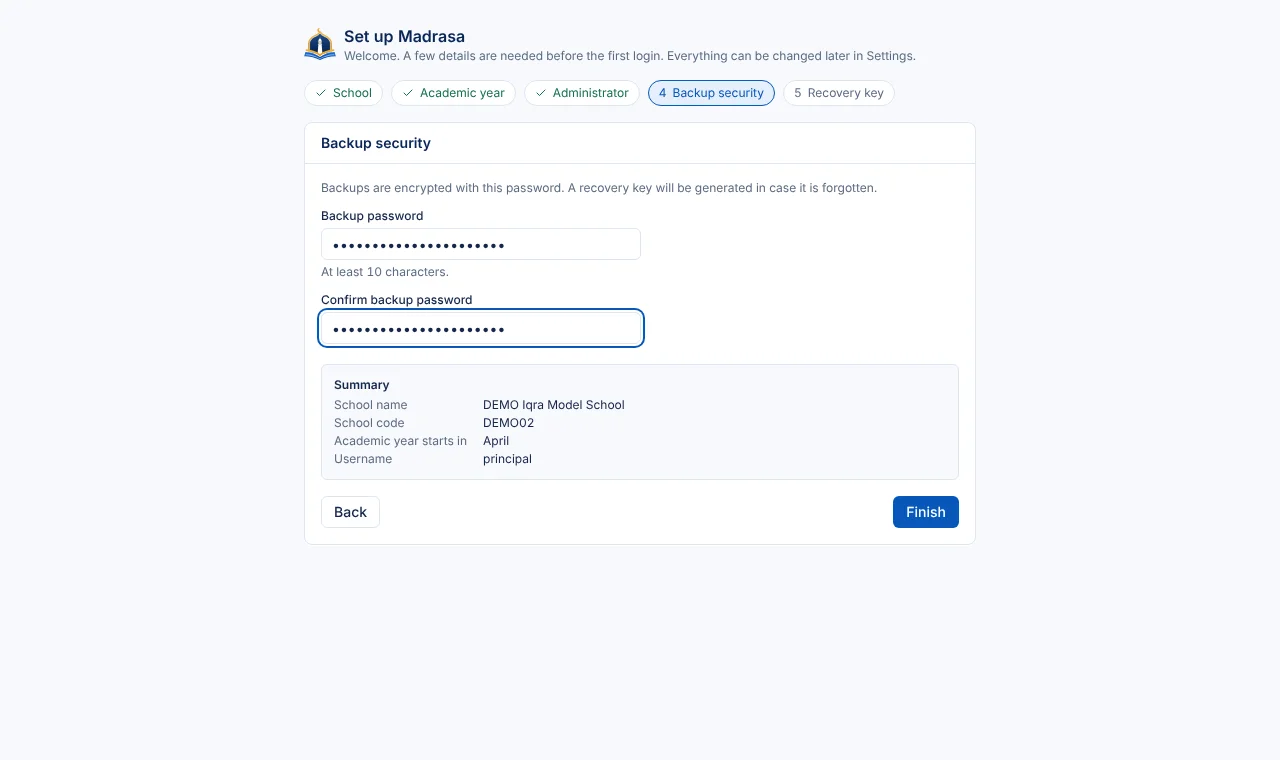 Set up Madrasa
Welcome. A few details are needed before the first login. Everything can be changed later in Settings.
School
Academic year
Administrator
4 Backup security
5 Recovery key
Backup security
Backups are encrypted with this password. A recovery key will be generated in case it is forgotten.
Backup password
••••••••••••••••••••••
At least 10 characters.
Confirm backup password
••••••••••••••••••••••
Summary
School name DEMO Iqra Model School
School code DEMO02
Academic year starts in April
Username principal
Back
Finish